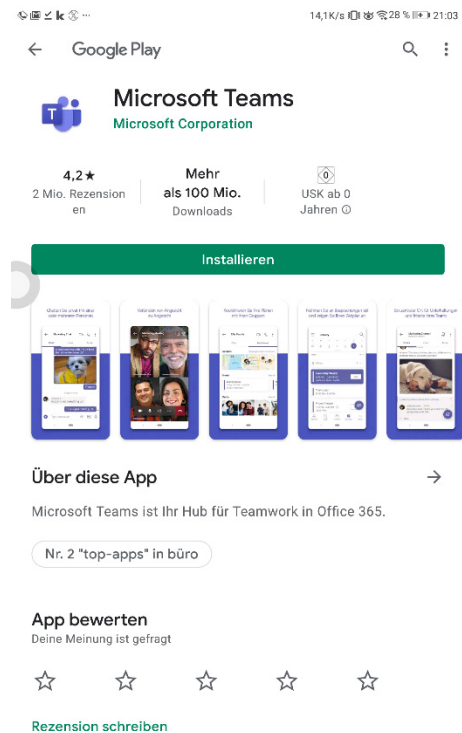 14,1K/s 28 % 21:03
Google Play
Microsoft Teams
Microsoft Corporation
4,2★
2 Mio. Rezension
en
Mehr
als 100 Mio.
Downloads
0
USK ab 0
Jahren
Installieren
Über diese App
Microsoft Teams ist Ihr Hub für Teamwork in Office 365.
Nr. 2 "top-apps" in büro
App bewerten
Deine Meinung ist gefragt
Rezension schreiben